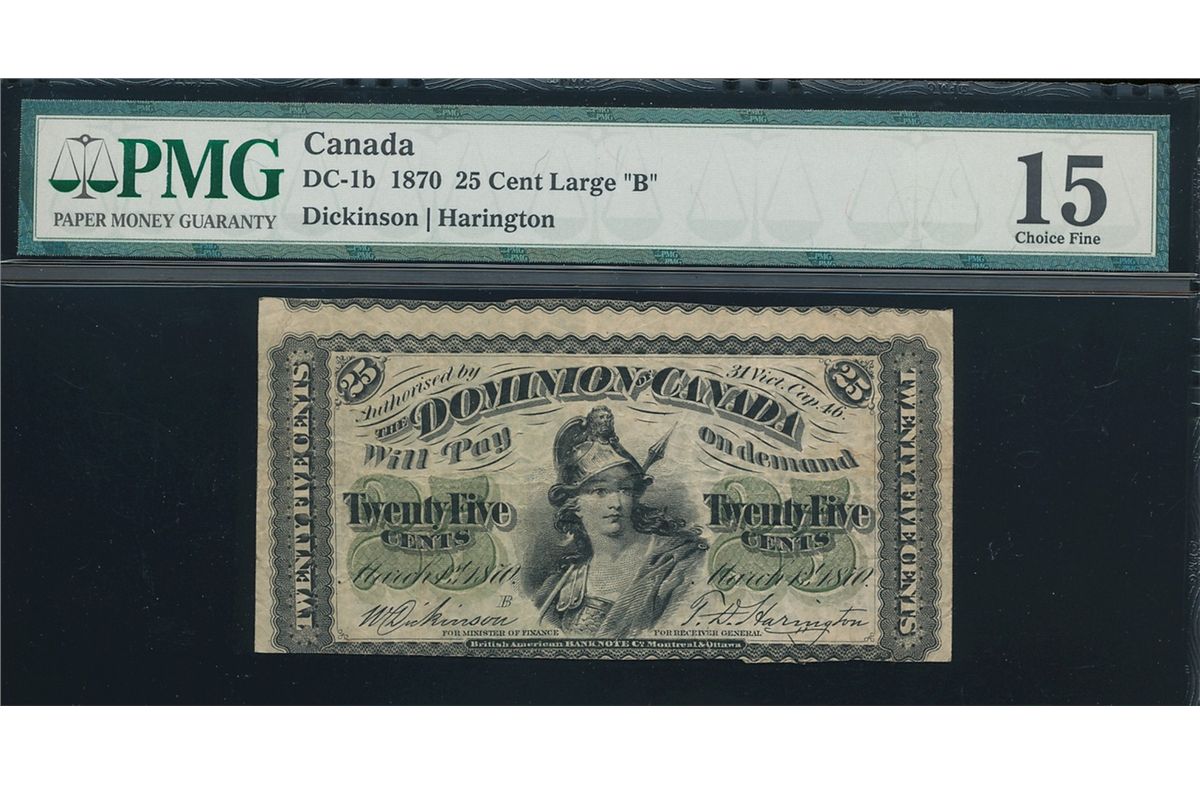 PMG
PAPER MONEY GUARANTY
Canada
DC-1b 1870 25 Cent Large "B"
Dickinson | Harington
15
Choice Fine
25
Authorised by
31 Vict. Cap. 46.
25
THE DOMINION OF CANADA
Will Pay
on demand
Twenty Five
CENTS
Twenty Five
CENTS
March 1st. 1870.
March 1st. 1870.
W Dickinson
B
T. D. Harington
FOR MINISTER OF FINANCE
FOR RECEIVER GENERAL
British American BANK NOTE Co. Montreal & Ottawa
TWENTY FIVE CENTS
TWENTY FIVE CENTS